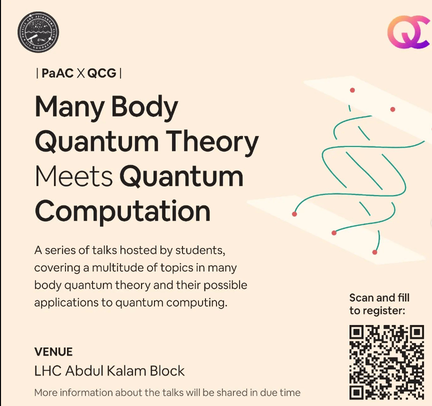 QC
| PaAC X QCG |
Many Body
Quantum Theory
Meets Quantum
Computation
A series of talks hosted by students,
covering a multitude of topics in many
body quantum theory and their possible
applications to quantum computing.
Scan and fill
to register:
VENUE
LHC Abdul Kalam Block
More information about the talks will be shared in due time